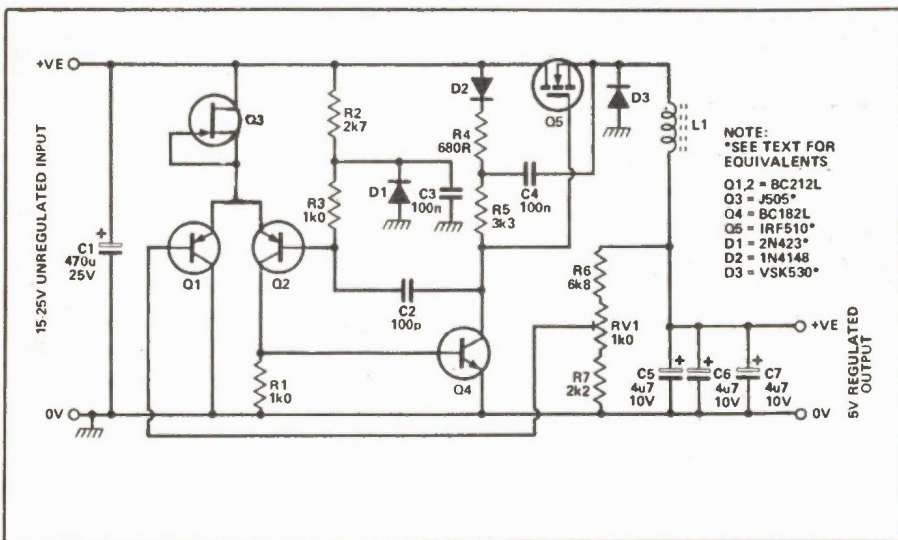 +VE
15-25V UNREGULATED INPUT
C1
470u
25V
0V
Q3
Q1
Q2
R1
1k0
R2
2k7
R3
1k0
D1
C3
100n
C2
100p
D2
R4
680R
R5
3k3
C4
100n
Q4
Q5
D3
L1
R6
6k8
RV1
1k0
R7
2k2
C5
4u7
10V
C6
4u7
10V
C7
4u7
10V
+VE
5V REGULATED
OUTPUT
0V
NOTE:
*SEE TEXT FOR
EQUIVALENTS
Q1,2 = BC212L
Q3 = J505*
Q4 = BC182L
Q5 = IRF510*
D1 = 2N423*
D2 = 1N4148
D3 = VSK530*